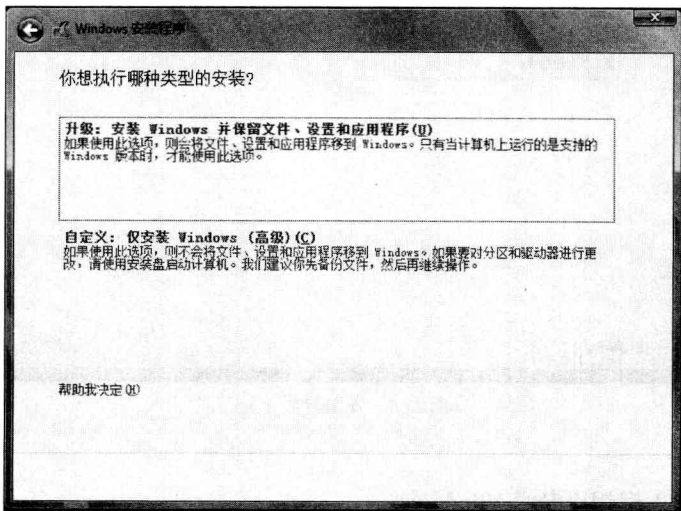 Windows 安装程序
你想执行哪种类型的安装?
升级: 安装 Windows 并保留文件、设置和应用程序(U)
如果使用此选项, 则会将文件、设置和应用程序移到 Windows。只有当计算机上运行的是支持的
Windows 版本时, 才能使用此选项。
自定义: 仅安装 Windows (高级)(C)
如果使用此选项, 则不会将文件、设置和应用程序移到 Windows。如果要对分区和驱动器进行更
改, 请使用安装盘启动计算机。我们建议你先备份文件, 然后再继续操作。
帮助我决定(H)